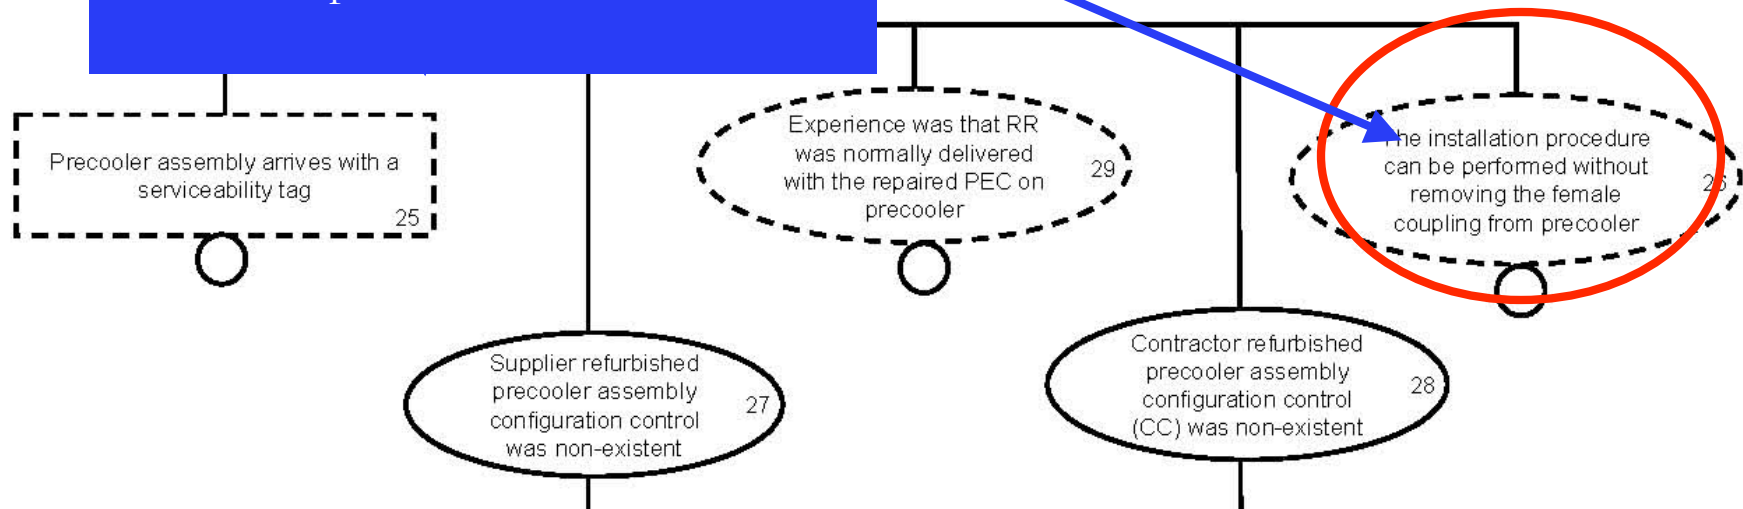 Precooler assembly arrives with a
serviceability tag
25
Experience was that RR
was normally delivered
with the repaired PEC on
precooler
29
The installation procedure
can be performed without
removing the female
coupling from precooler
26
Supplier refurbished
precooler assembly
configuration control
was non-existent
27
Contractor refurbished
precooler assembly
configuration control
(CC) was non-existent
28